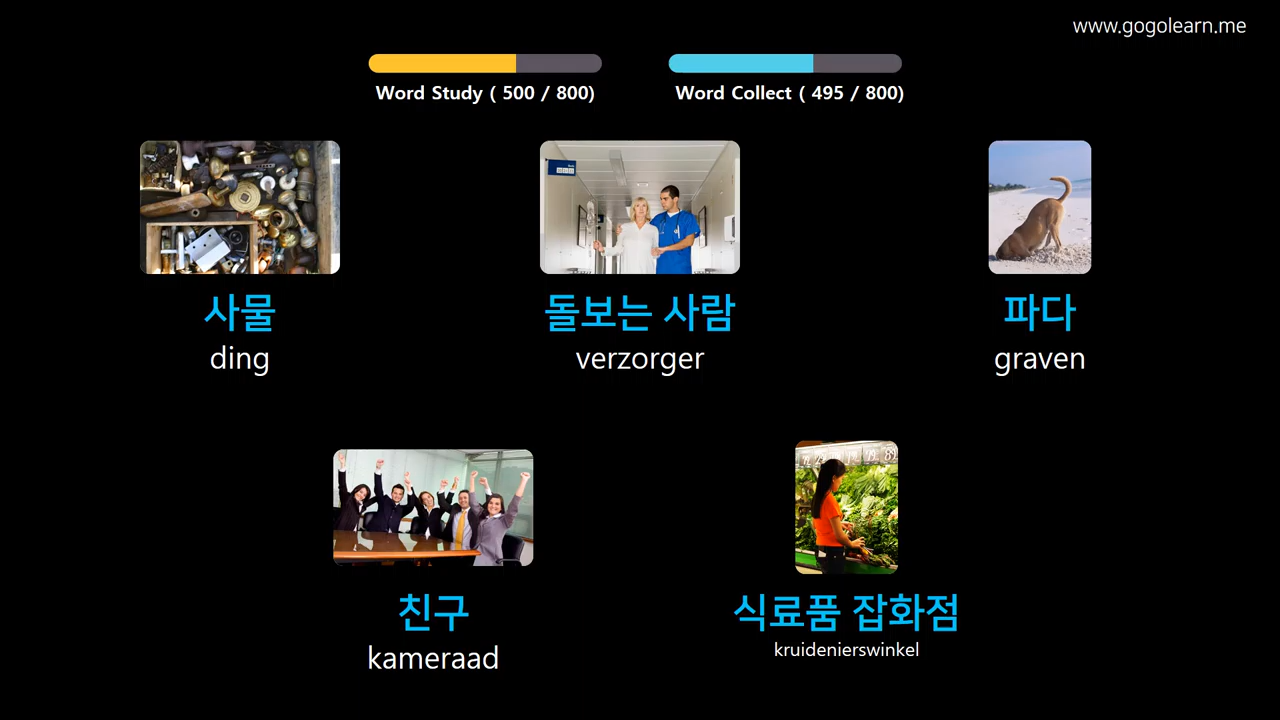 www.gogolearn.me
Word Study ( 500 / 800)
Word Collect ( 495 / 800)
사물
ding
돌보는 사람
verzorger
파다
graven
친구
kameraad
식료품 잡화점
kruidenierswinkel